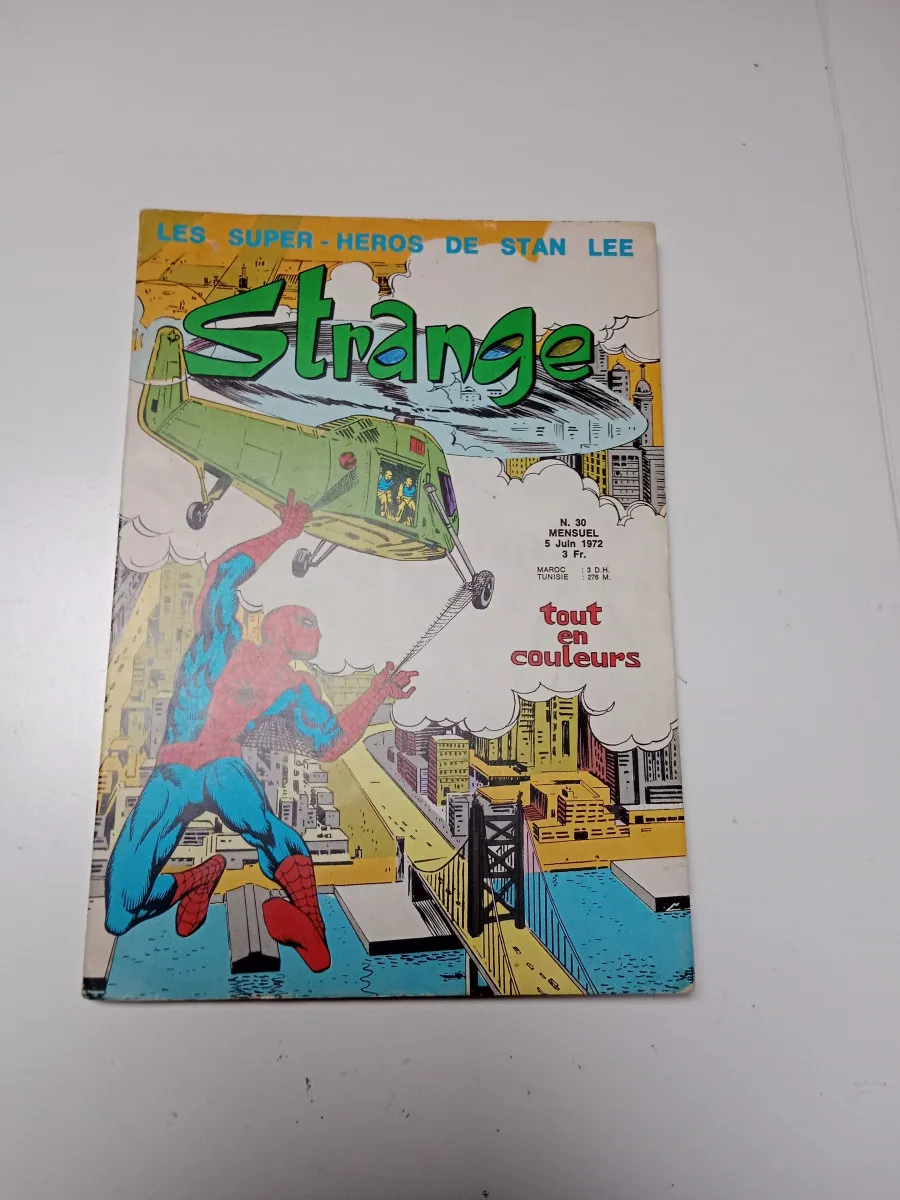 LES SUPER-HEROS DE STAN LEE
Strange
N. 30
MENSUEL
5 Juin 1972
3 Fr.
MAROC : 3 D.H.
TUNISIE : 276 M.
tout
en
couleurs